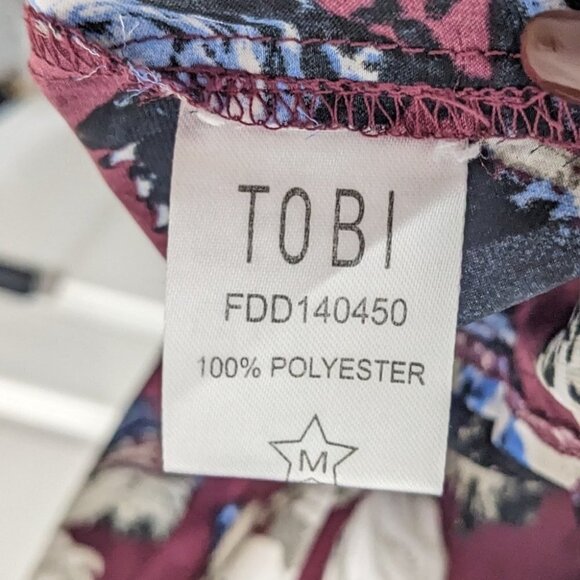 TOBI
FDD140450
100% POLYESTER
M